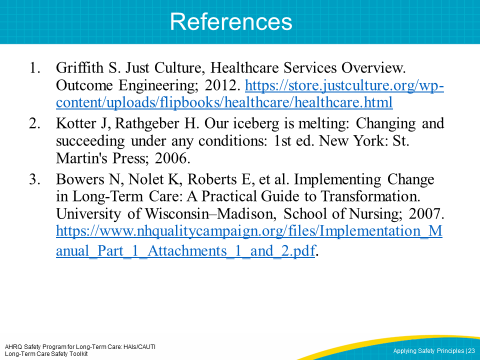 References
1. Griffith S. Just Culture, Healthcare Services Overview.
Outcome Engineering; 2012. https://store.justculture.org/wp-
content/uploads/flipbooks/healthcare/healthcare.html
2. Kotter J, Rathgeber H. Our iceberg is melting: Changing and
succeeding under any conditions: 1st ed. New York: St.
Martin's Press; 2006.
3. Bowers N, Nolet K, Roberts E, et al. Implementing Change
in Long-Term Care: A Practical Guide to Transformation.
University of Wisconsin–Madison, School of Nursing; 2007.
https://www.nhqualitycampaign.org/files/Implementation_M
anual_Part_1_Attachments_1_and_2.pdf.
AHRQ Safety Program for Long-Term Care: HAIs/CAUTI
Long-Term Care Safety Toolkit
Applying Safety Principles | 23